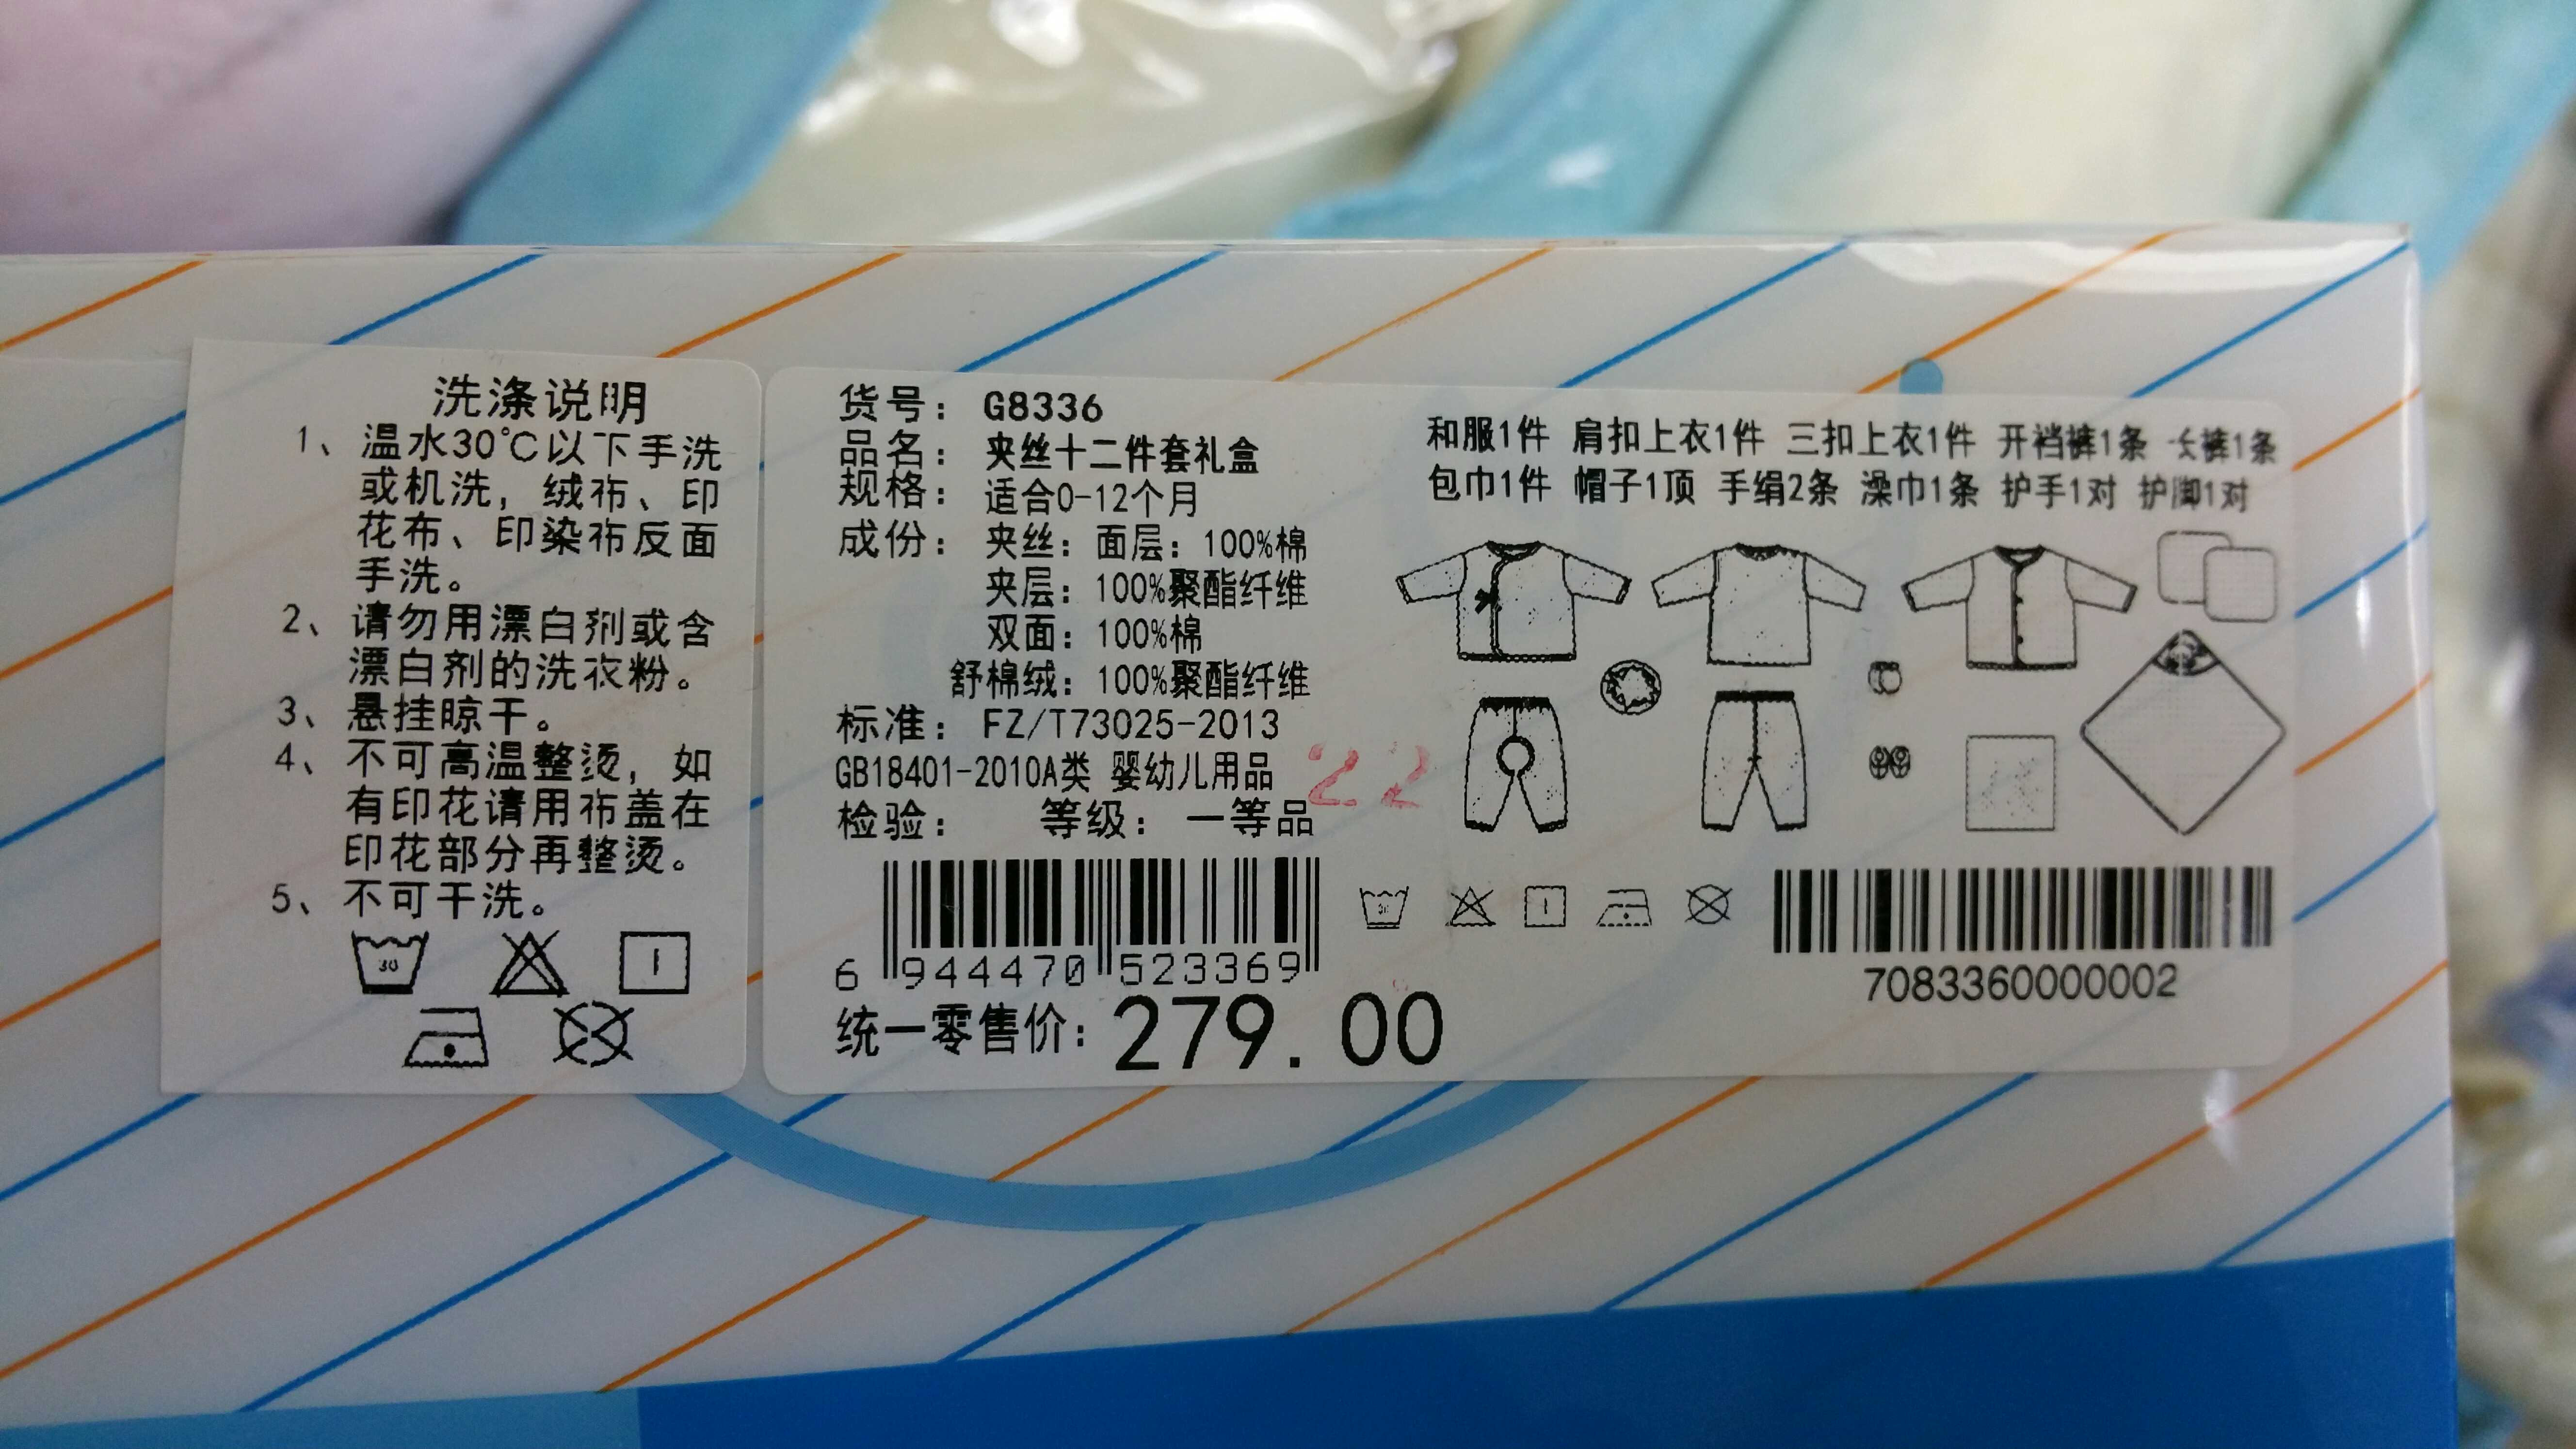 洗涤说明
1、温水30℃以下手洗
或机洗，绒布、印
花布、印染布反面
手洗。
2、请勿用漂白剂或含
漂白剂的洗衣粉。
3、悬挂晾干。
4、不可高温整烫，如
有印花请用布盖在
印花部分再整烫。
5、不可干洗。
30
货号： G8336
品名： 夹丝十二件套礼盒
规格： 适合0-12个月
成份： 夹丝：面层：100%棉
夹层：100%聚酯纤维
双面：100%棉
舒棉绒：100%聚酯纤维
标准： FZ/T73025-2013
GB18401-2010A类 婴幼儿用品
22
检验： 等级： 一等品
6 944470 523369
统一零售价：279.00
和服1件 肩扣上衣1件 三扣上衣1件 开裆裤1条 长裤1条
包巾1件 帽子1顶 手绢2条 澡巾1条 护手1对 护脚1对
30
7083360000002